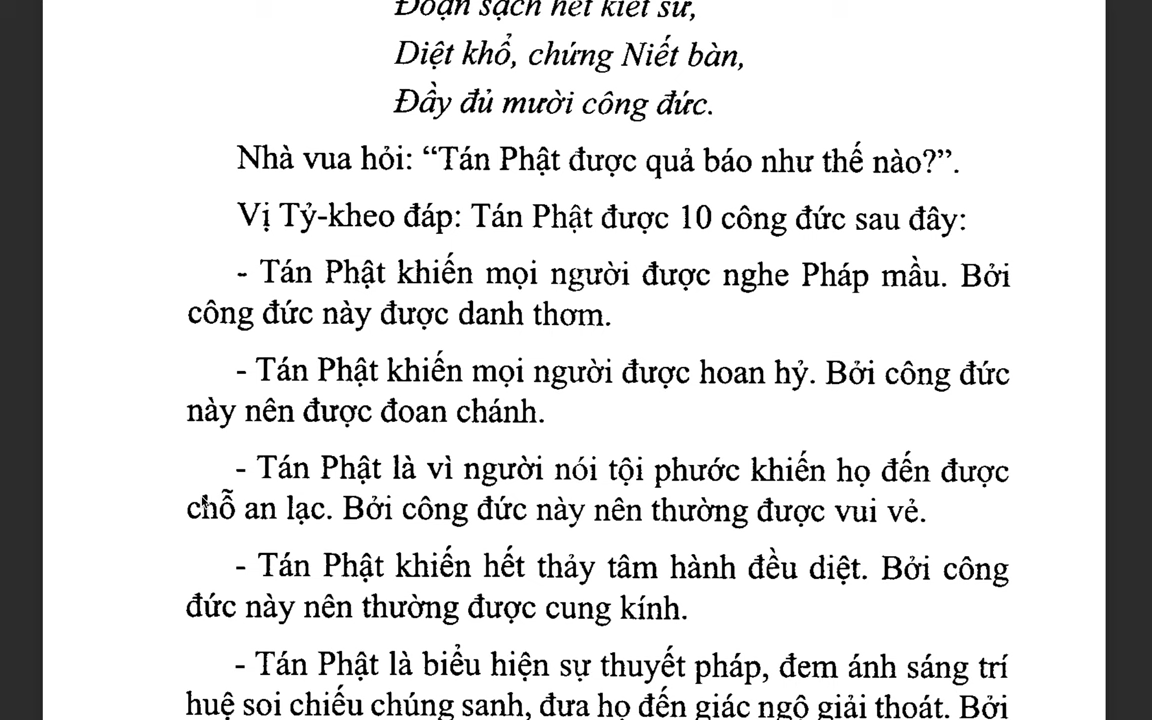 Đoạn sạch hết kiết sử,
Diệt khổ, chứng Niết bàn,
Đầy đủ mười công đức.
Nhà vua hỏi: “Tán Phật được quả báo như thế nào?”.
Vị Tỷ-kheo đáp: Tán Phật được 10 công đức sau đây:
- Tán Phật khiến mọi người được nghe Pháp mầu. Bởi
công đức này được danh thơm.
- Tán Phật khiến mọi người được hoan hỷ. Bởi công đức
này nên được đoan chánh.
- Tán Phật là vì người nói tội phước khiến họ đến được
chỗ an lạc. Bởi công đức này nên thường được vui vẻ.
- Tán Phật khiến hết thảy tâm hành đều diệt. Bởi công
đức này nên thường được cung kính.
- Tán Phật là biểu hiện sự thuyết pháp, đem ánh sáng trí
huệ soi chiếu chúng sanh, đưa họ đến giác ngộ giải thoát. Bởi